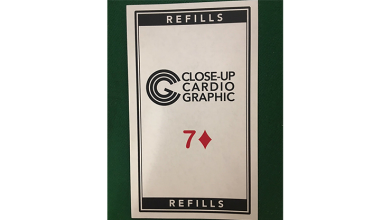 REFILLS
CLOSE-UP
CARDIO
GRAPHIC
7♦
REFILLS